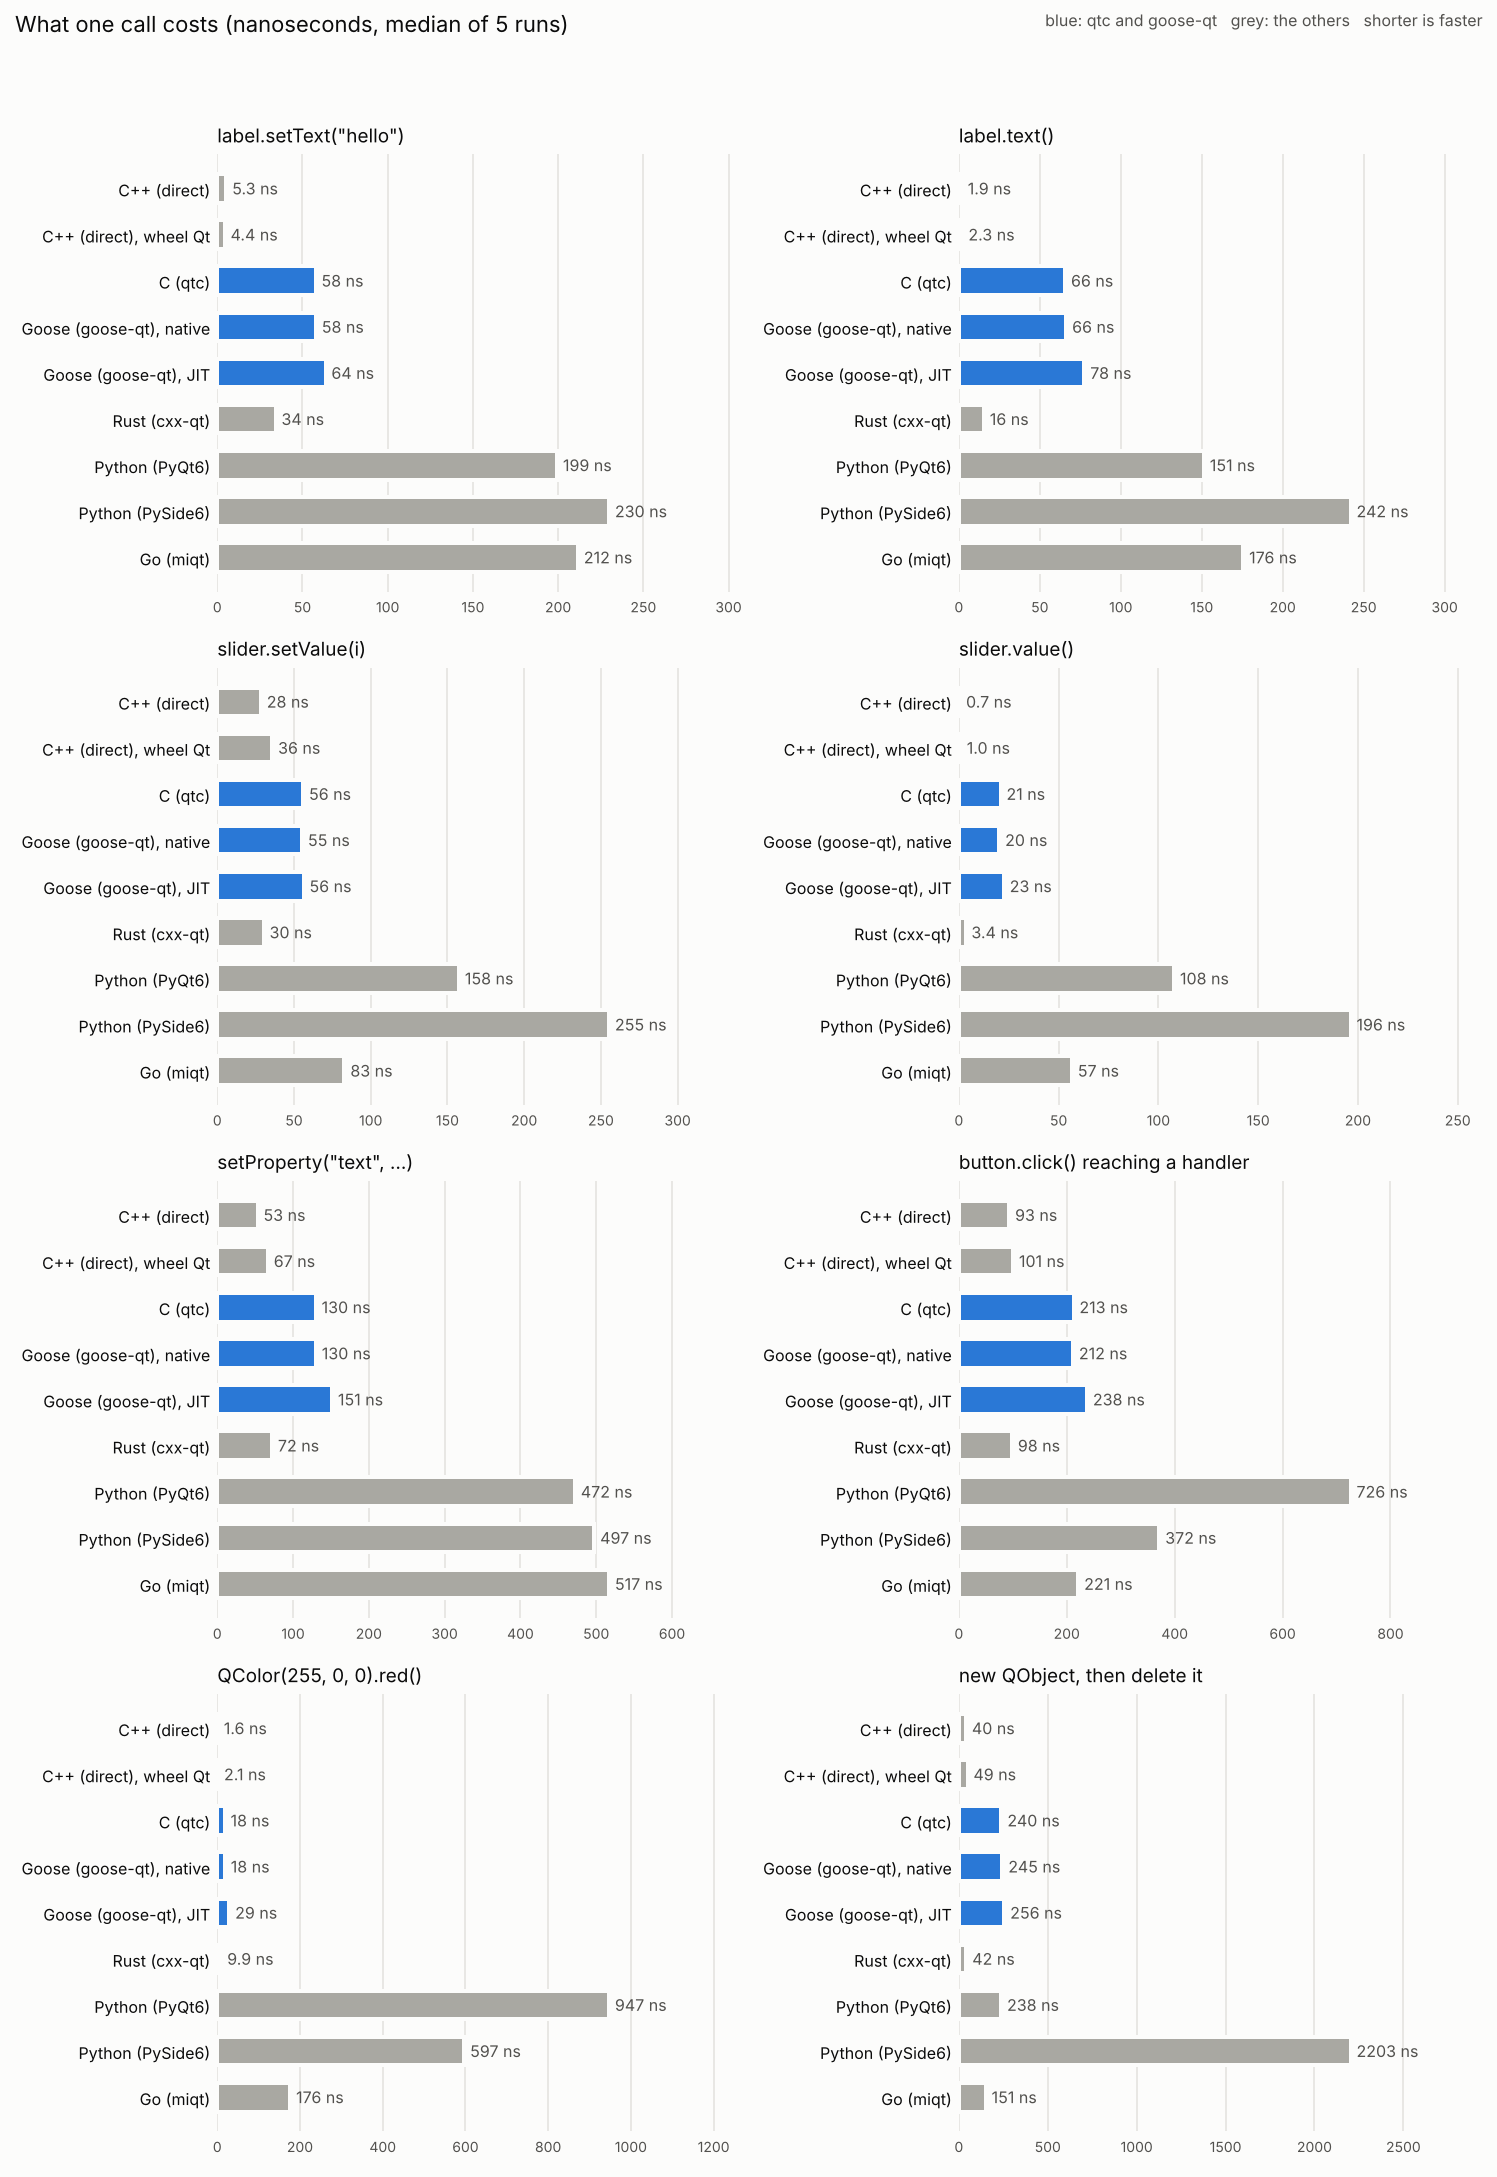 What one call costs (nanoseconds, median of 5 runs)
blue: qtc and goose-qt grey: the others shorter is faster
label.setText("hello")
C++ (direct) 5.3 ns
C++ (direct), wheel Qt 4.4 ns
C (qtc) 58 ns
Goose (goose-qt), native 58 ns
Goose (goose-qt), JIT 64 ns
Rust (cxx-qt) 34 ns
Python (PyQt6) 199 ns
Python (PySide6) 230 ns
Go (miqt) 212 ns
0 50 100 150 200 250 300
label.text()
C++ (direct) 1.9 ns
C++ (direct), wheel Qt 2.3 ns
C (qtc) 66 ns
Goose (goose-qt), native 66 ns
Goose (goose-qt), JIT 78 ns
Rust (cxx-qt) 16 ns
Python (PyQt6) 151 ns
Python (PySide6) 242 ns
Go (miqt) 176 ns
0 50 100 150 200 250 300
slider.setValue(i)
C++ (direct) 28 ns
C++ (direct), wheel Qt 36 ns
C (qtc) 56 ns
Goose (goose-qt), native 55 ns
Goose (goose-qt), JIT 56 ns
Rust (cxx-qt) 30 ns
Python (PyQt6) 158 ns
Python (PySide6) 255 ns
Go (miqt) 83 ns
0 50 100 150 200 250 300
slider.value()
C++ (direct) 0.7 ns
C++ (direct), wheel Qt 1.0 ns
C (qtc) 21 ns
Goose (goose-qt), native 20 ns
Goose (goose-qt), JIT 23 ns
Rust (cxx-qt) 3.4 ns
Python (PyQt6) 108 ns
Python (PySide6) 196 ns
Go (miqt) 57 ns
0 50 100 150 200 250
setProperty("text", ...)
C++ (direct) 53 ns
C++ (direct), wheel Qt 67 ns
C (qtc) 130 ns
Goose (goose-qt), native 130 ns
Goose (goose-qt), JIT 151 ns
Rust (cxx-qt) 72 ns
Python (PyQt6) 472 ns
Python (PySide6) 497 ns
Go (miqt) 517 ns
0 100 200 300 400 500 600
button.click() reaching a handler
C++ (direct) 93 ns
C++ (direct), wheel Qt 101 ns
C (qtc) 213 ns
Goose (goose-qt), native 212 ns
Goose (goose-qt), JIT 238 ns
Rust (cxx-qt) 98 ns
Python (PyQt6) 726 ns
Python (PySide6) 372 ns
Go (miqt) 221 ns
0 200 400 600 800
QColor(255, 0, 0).red()
C++ (direct) 1.6 ns
C++ (direct), wheel Qt 2.1 ns
C (qtc) 18 ns
Goose (goose-qt), native 18 ns
Goose (goose-qt), JIT 29 ns
Rust (cxx-qt) 9.9 ns
Python (PyQt6) 947 ns
Python (PySide6) 597 ns
Go (miqt) 176 ns
0 200 400 600 800 1000 1200
new QObject, then delete it
C++ (direct) 40 ns
C++ (direct), wheel Qt 49 ns
C (qtc) 240 ns
Goose (goose-qt), native 245 ns
Goose (goose-qt), JIT 256 ns
Rust (cxx-qt) 42 ns
Python (PyQt6) 238 ns
Python (PySide6) 2203 ns
Go (miqt) 151 ns
0 500 1000 1500 2000 2500